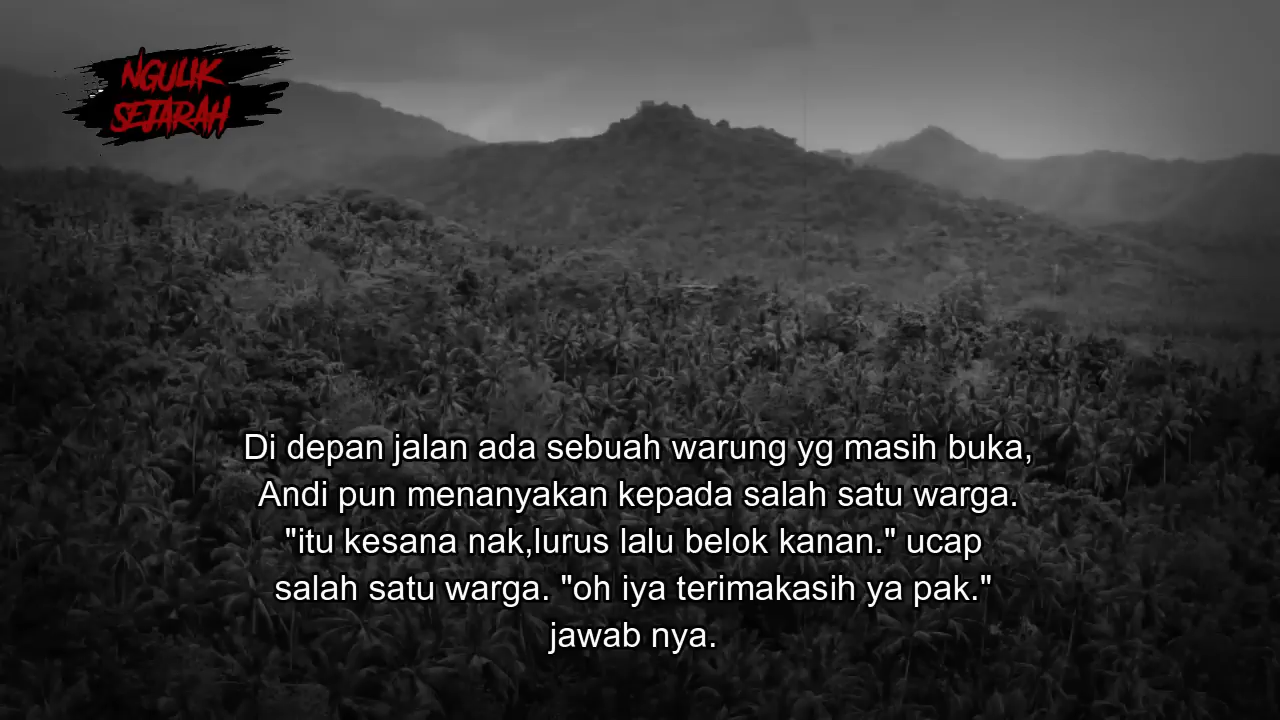 NGULIK
SEJARAH
Di depan jalan ada sebuah warung yg masih buka,
Andi pun menanyakan kepada salah satu warga.
"itu kesana nak,lurus lalu belok kanan." ucap
salah satu warga. "oh iya terimakasih ya pak."
jawab nya.